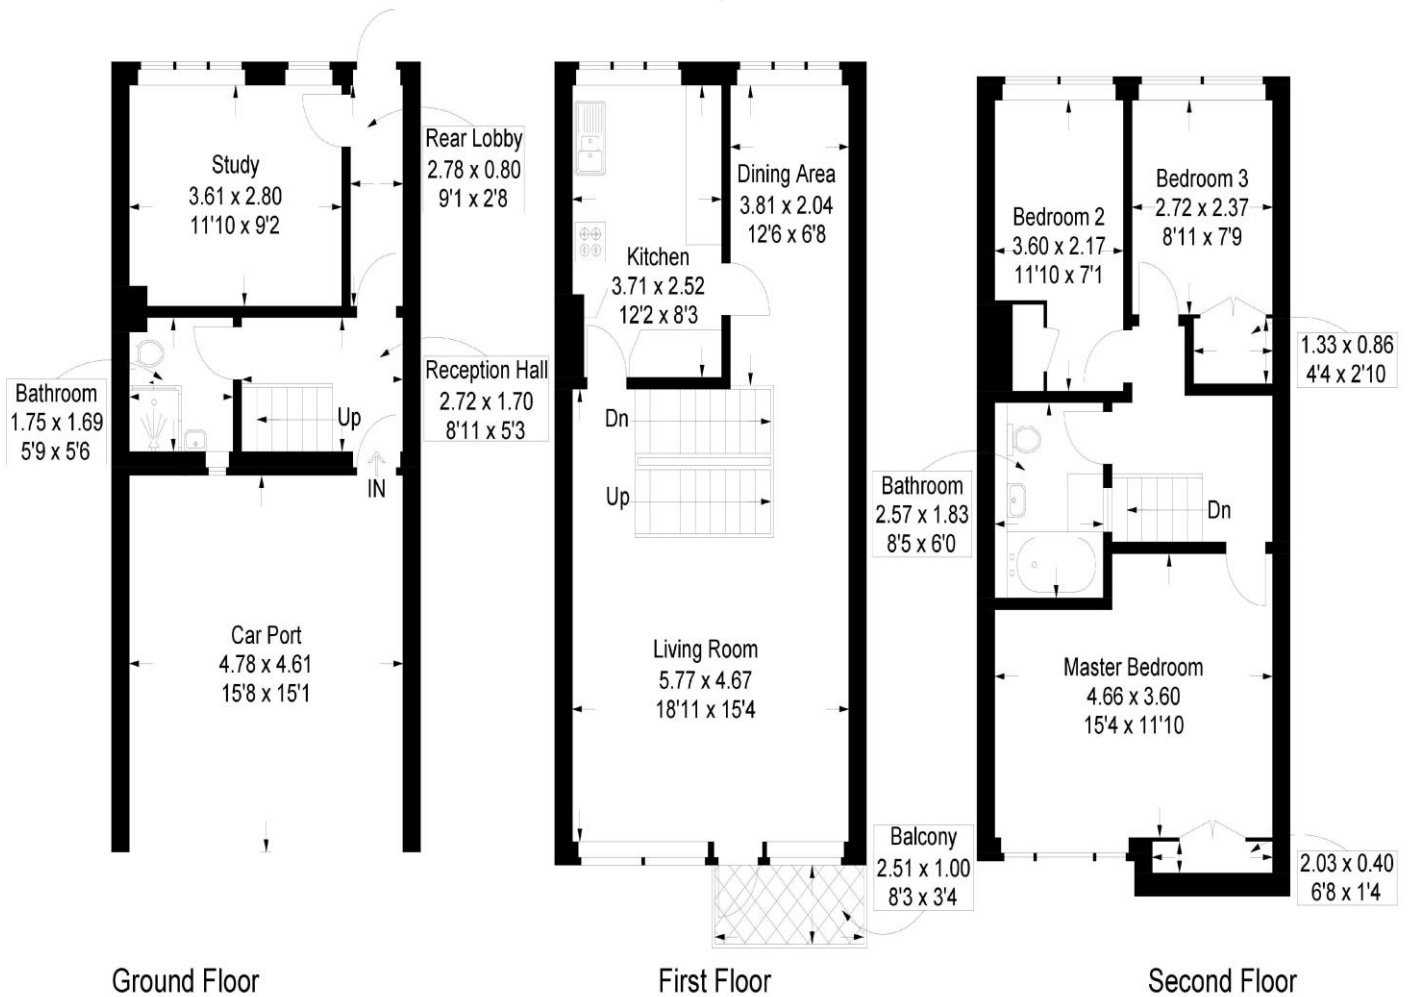 Study
3.61 x 2.80
11'10 x 9'2
Rear Lobby
2.78 x 0.80
9'1 x 2'8
Bathroom
1.75 x 1.69
5'9 x 5'6
Up
Reception Hall
2.72 x 1.70
8'11 x 5'3
IN
Car Port
4.78 x 4.61
15'8 x 15'1
Ground Floor
Kitchen
3.71 x 2.52
12'2 x 8'3
Dining Area
3.81 x 2.04
12'6 x 6'8
Dn
Up
Living Room
5.77 x 4.67
18'11 x 15'4
Balcony
2.51 x 1.00
8'3 x 3'4
First Floor
Bedroom 2
3.60 x 2.17
11'10 x 7'1
Bedroom 3
2.72 x 2.37
8'11 x 7'9
1.33 x 0.86
4'4 x 2'10
Bathroom
2.57 x 1.83
8'5 x 6'0
Dn
Master Bedroom
4.66 x 3.60
15'4 x 11'10
2.03 x 0.40
6'8 x 1'4
Second Floor